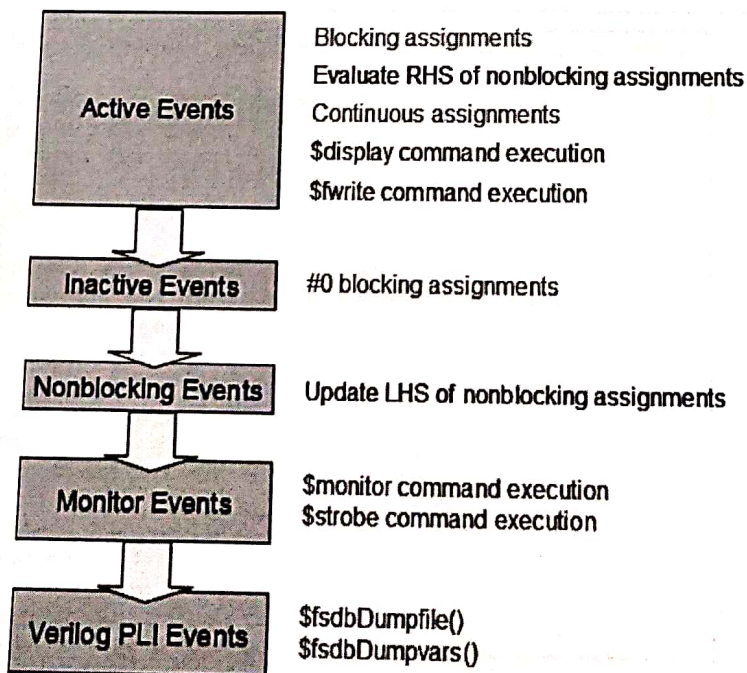 Active Events
Blocking assignments
Evaluate RHS of nonblocking assignments
Continuous assignments
$display command execution
$fwrite command execution
Inactive Events
#0 blocking assignments
Nonblocking Events
Update LHS of nonblocking assignments
Monitor Events
$monitor command execution
$strobe command execution
Verilog PLI Events
$fsdbDumpfile()
$fsdbDumpvars()